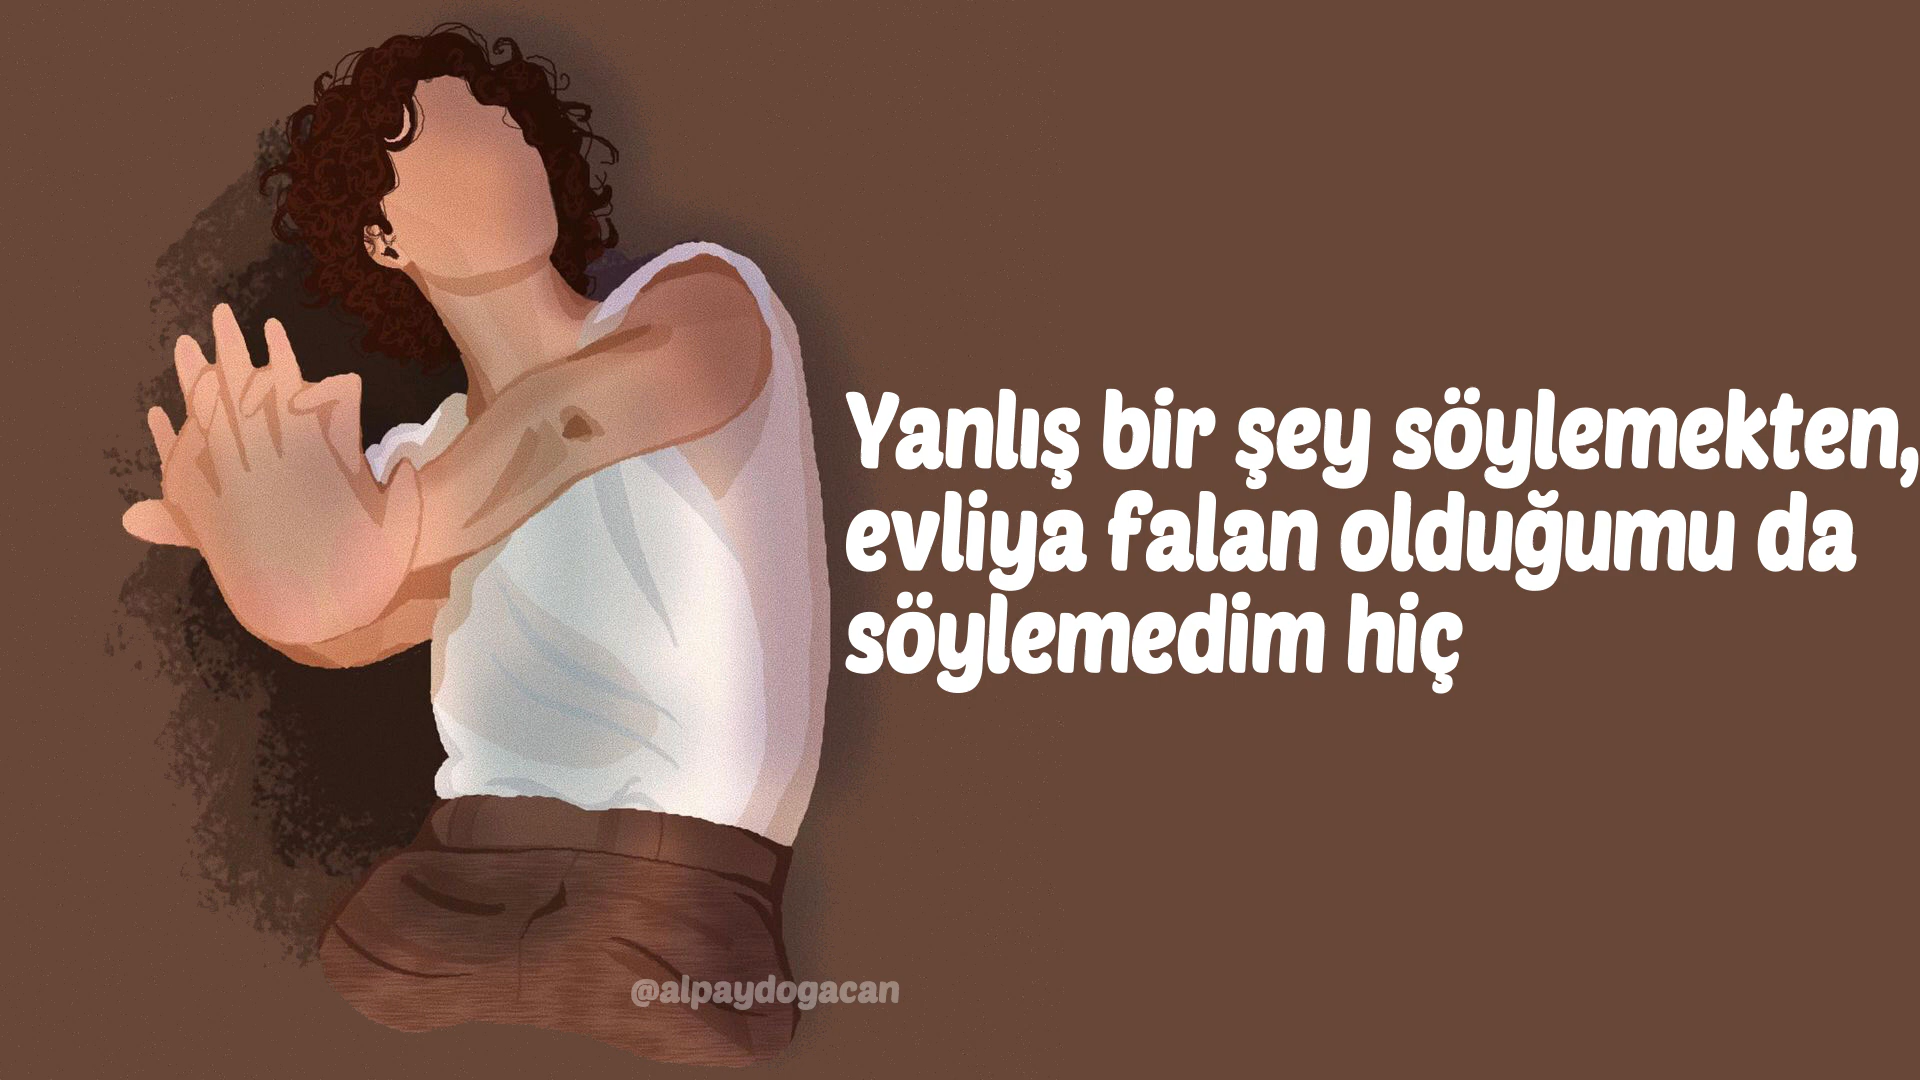 Yanlış bir şey söylemekten,
evliya falan olduğumu da
söylemedim hiç
@alpaydogacan